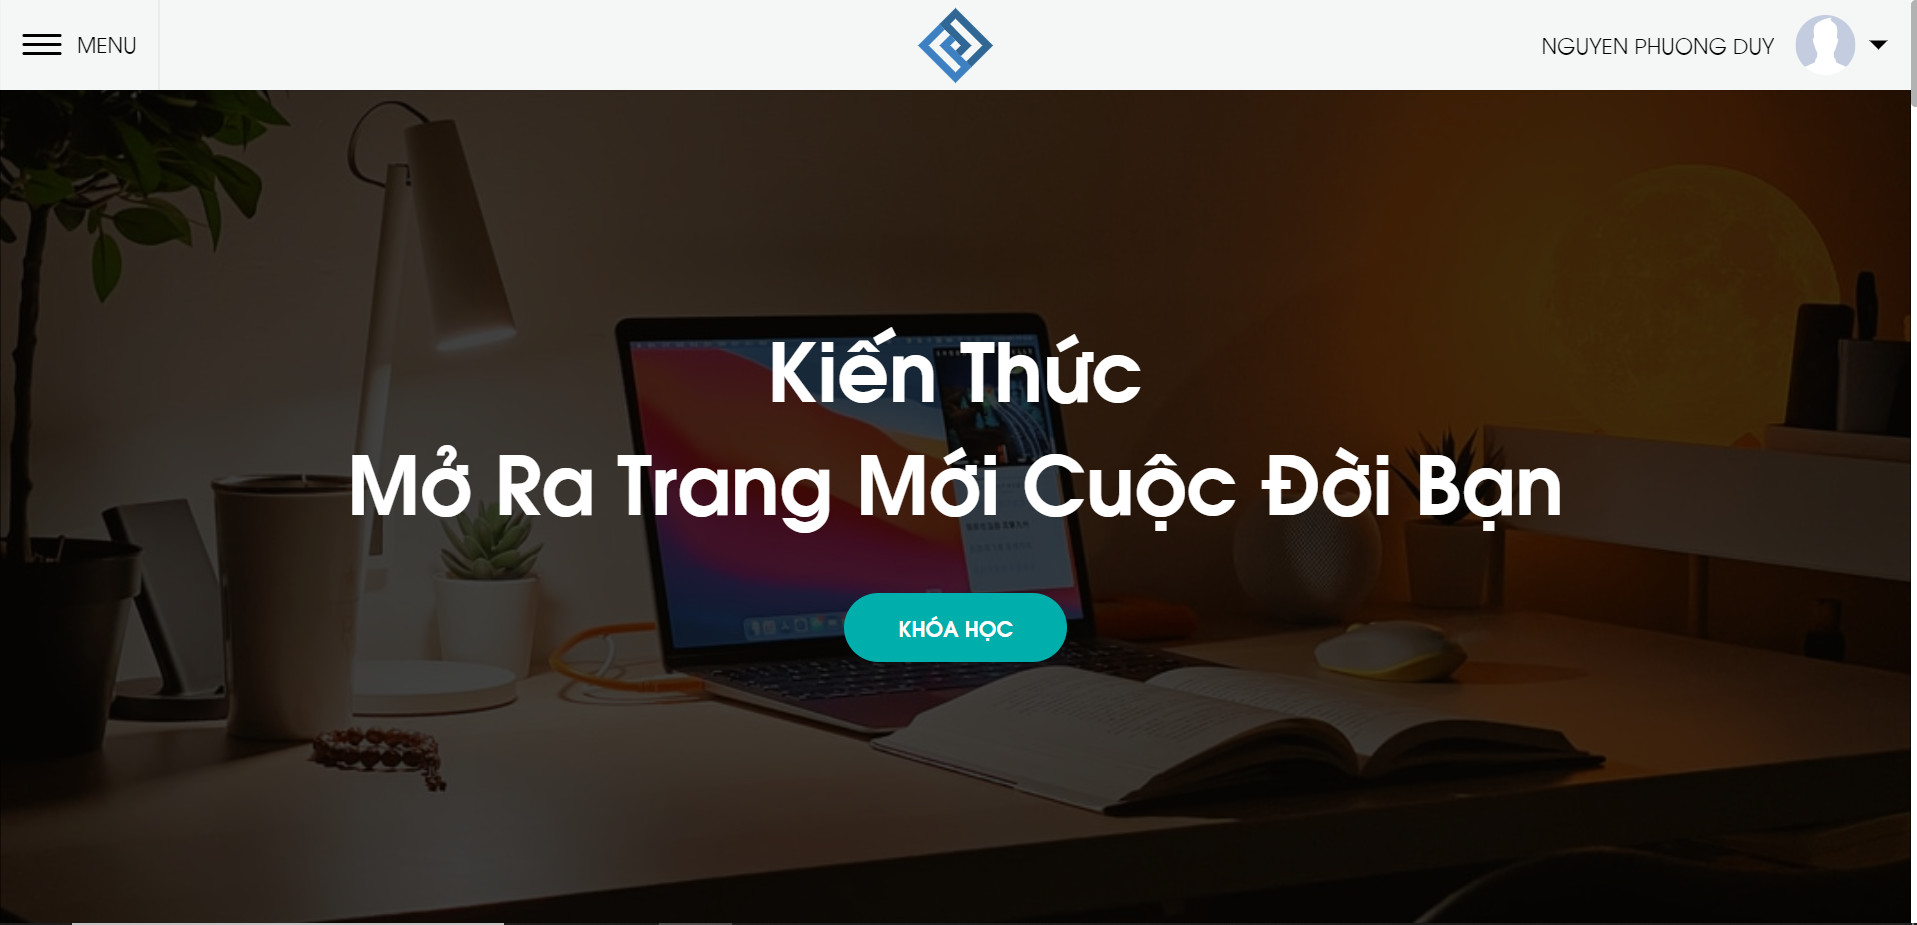 MENU
NGUYEN PHUONG DUY
Kiến Thức
Mở Ra Trang Mới Cuộc Đời Bạn
KHÓA HỌC